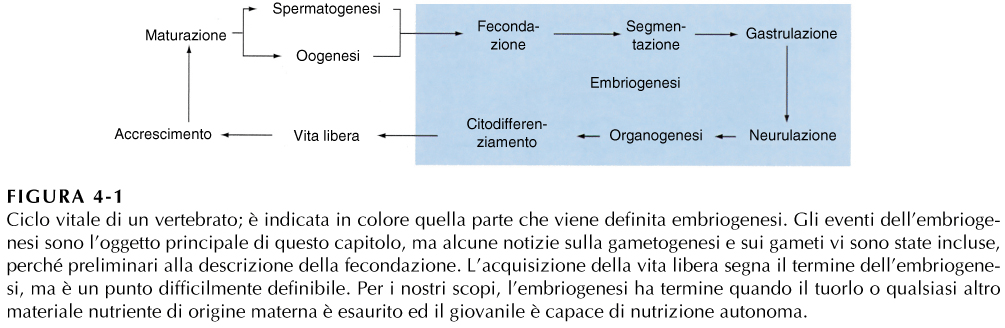 Spermatogenesi
Maturazione
Oogenesi
Feconda-
zione
Segmen-
tazione
Gastrulazione
Embriogenesi
Accrescimento
Vita libera
Citodifferen-
ziamento
Organogenesi
Neurulazione
FIGURA 4-1
Ciclo vitale di un vertebrato; è indicata in colore quella parte che viene definita embriogenesi. Gli eventi dell'embrioge-
nesi sono l'oggetto principale di questo capitolo, ma alcune notizie sulla gametogenesi e sui gameti vi sono state incluse,
perché preliminari alla descrizione della fecondazione. L'acquisizione della vita libera segna il termine dell'embriogene-
si, ma è un punto difficilmente definibile. Per i nostri scopi, l'embriogenesi ha termine quando il tuorlo o qualsiasi altro
materiale nutriente di origine materna è esaurito ed il giovanile è capace di nutrizione autonoma.